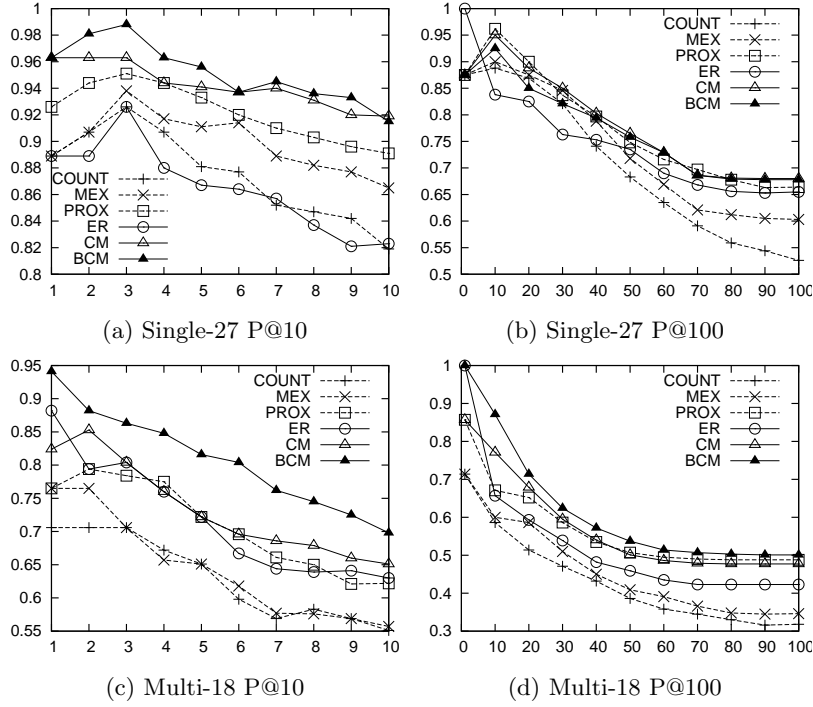 1
0.98
0.96
0.94
0.92
0.9
0.88
0.86
0.84
0.82
0.8
COUNT
MEX
PROX
ER
CM
BCM
1 2 3 4 5 6 7 8 9 10
(a) Single-27 P@10
1
0.95
0.9
0.85
0.8
0.75
0.7
0.65
0.6
0.55
0.5
COUNT
MEX
PROX
ER
CM
BCM
0 10 20 30 40 50 60 70 80 90 100
(b) Single-27 P@100
0.95
0.9
0.85
0.8
0.75
0.7
0.65
0.6
0.55
COUNT
MEX
PROX
ER
CM
BCM
1 2 3 4 5 6 7 8 9 10
(c) Multi-18 P@10
1
0.9
0.8
0.7
0.6
0.5
0.4
0.3
COUNT
MEX
PROX
ER
CM
BCM
0 10 20 30 40 50 60 70 80 90 100
(d) Multi-18 P@100